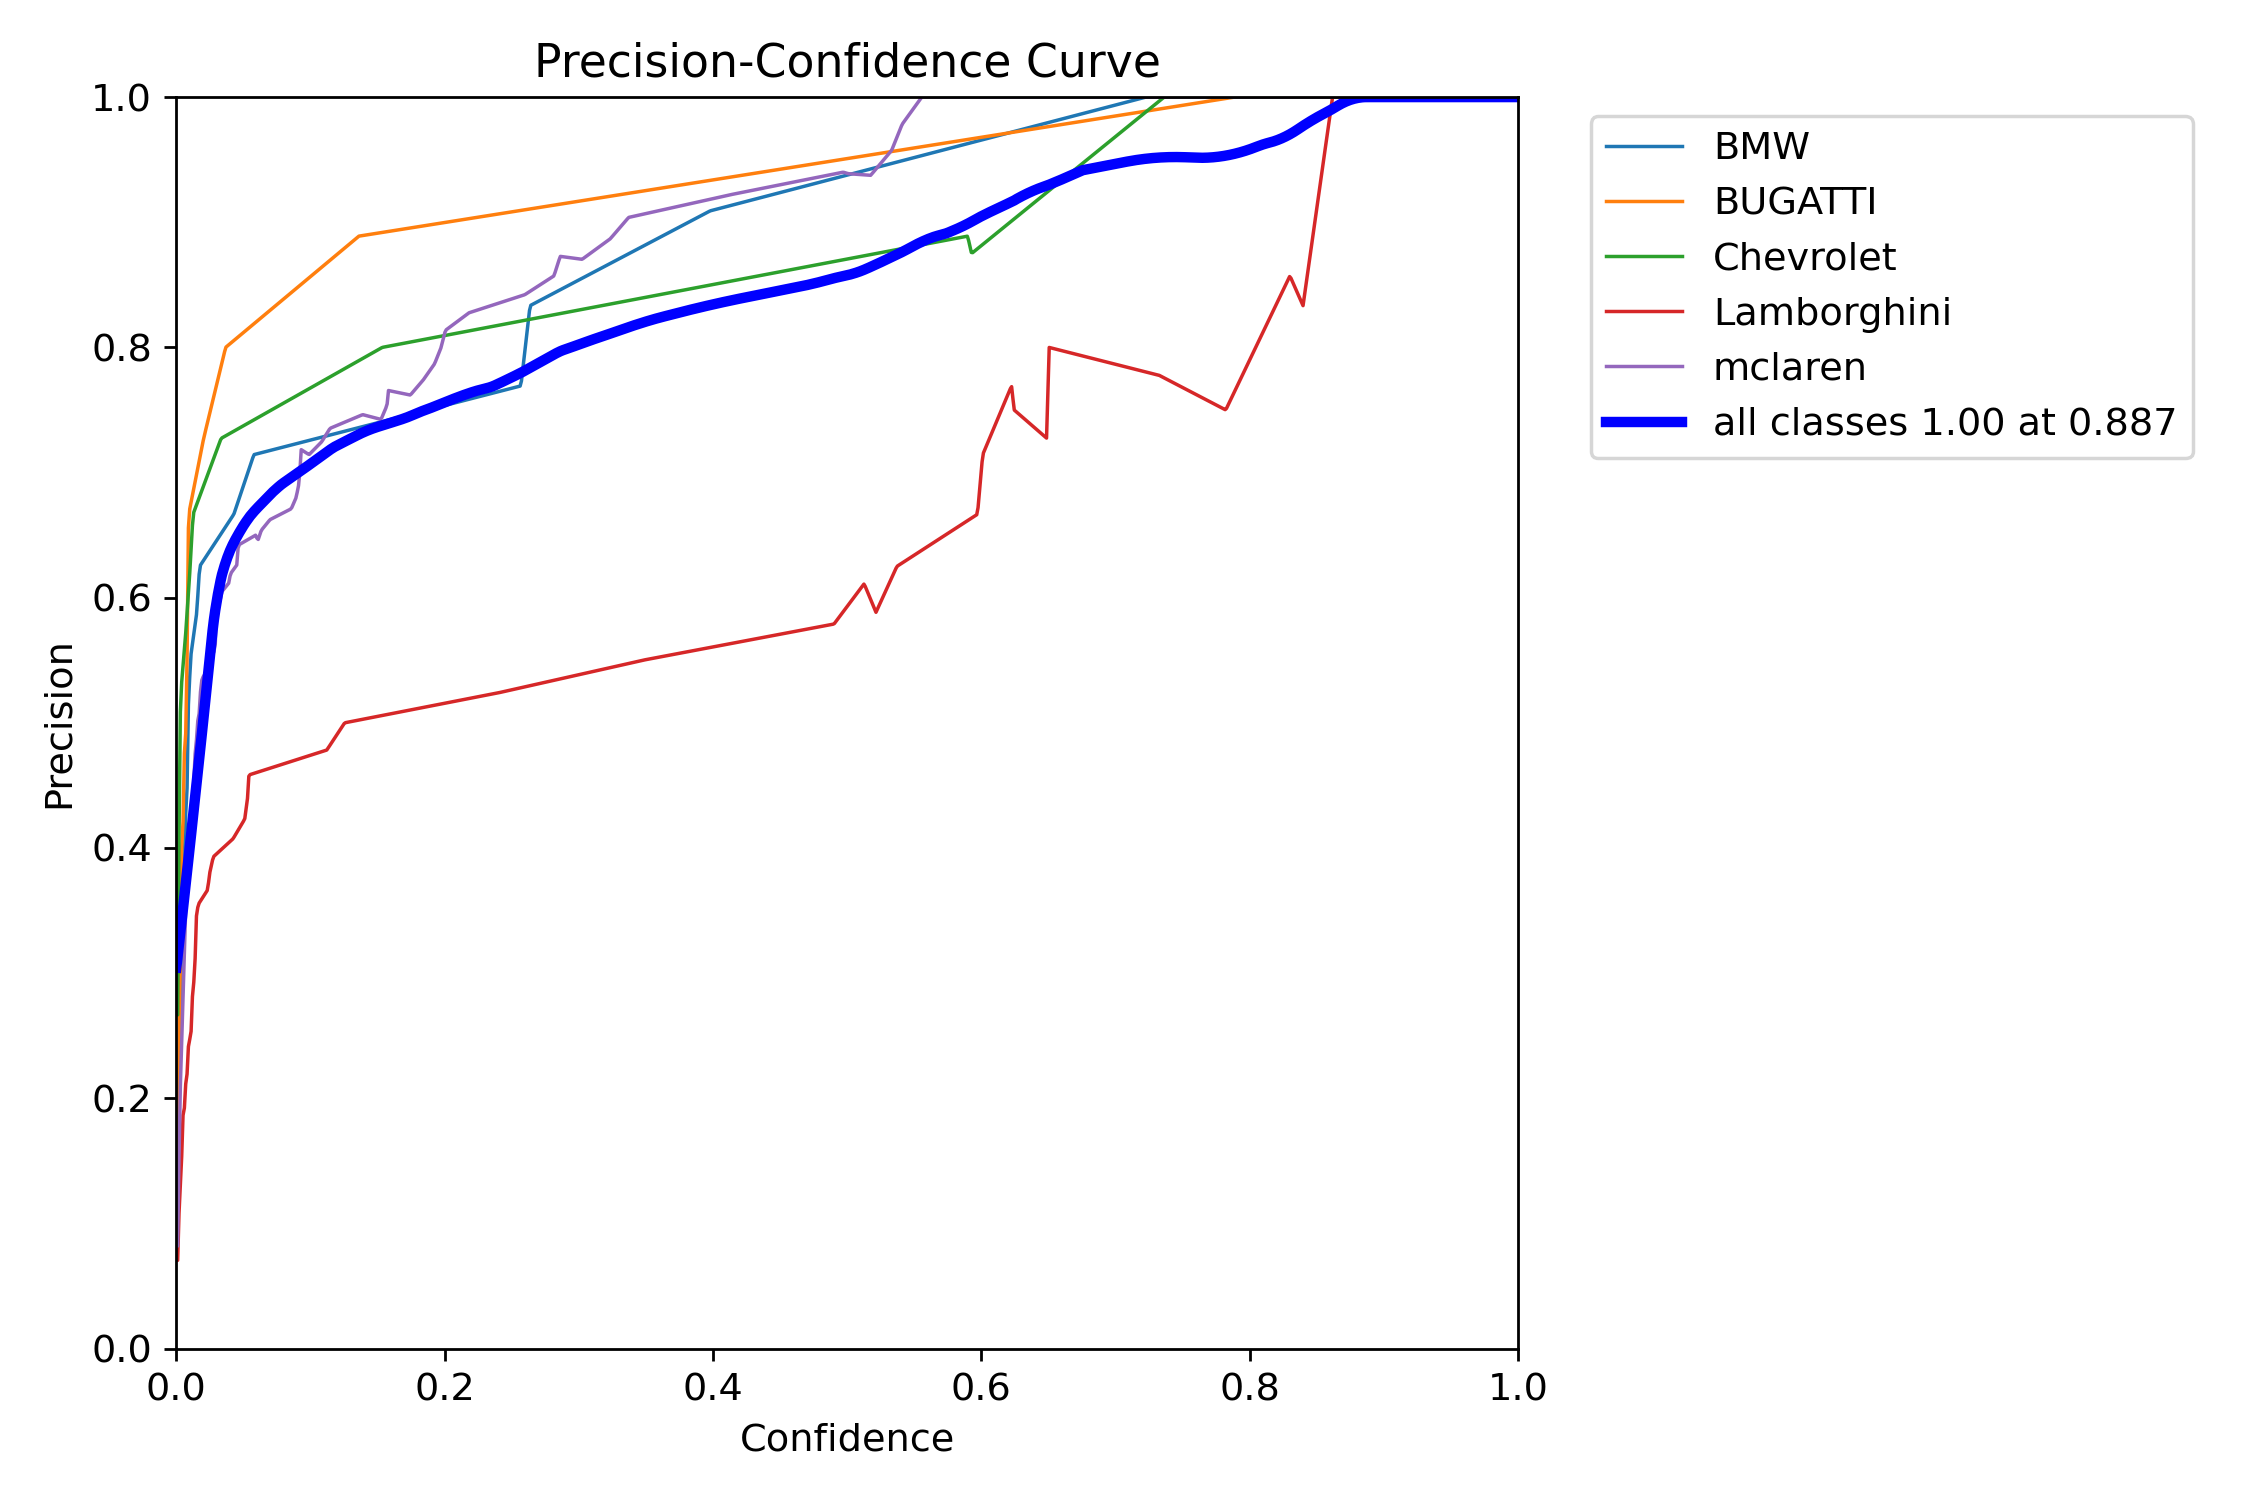 Precision-Confidence Curve
1.0
0.8
0.6
0.4
0.2
0.0
Precision
0.0 0.2 0.4 0.6 0.8 1.0
Confidence
BMW
BUGATTI
Chevrolet
Lamborghini
mclaren
all classes 1.00 at 0.887